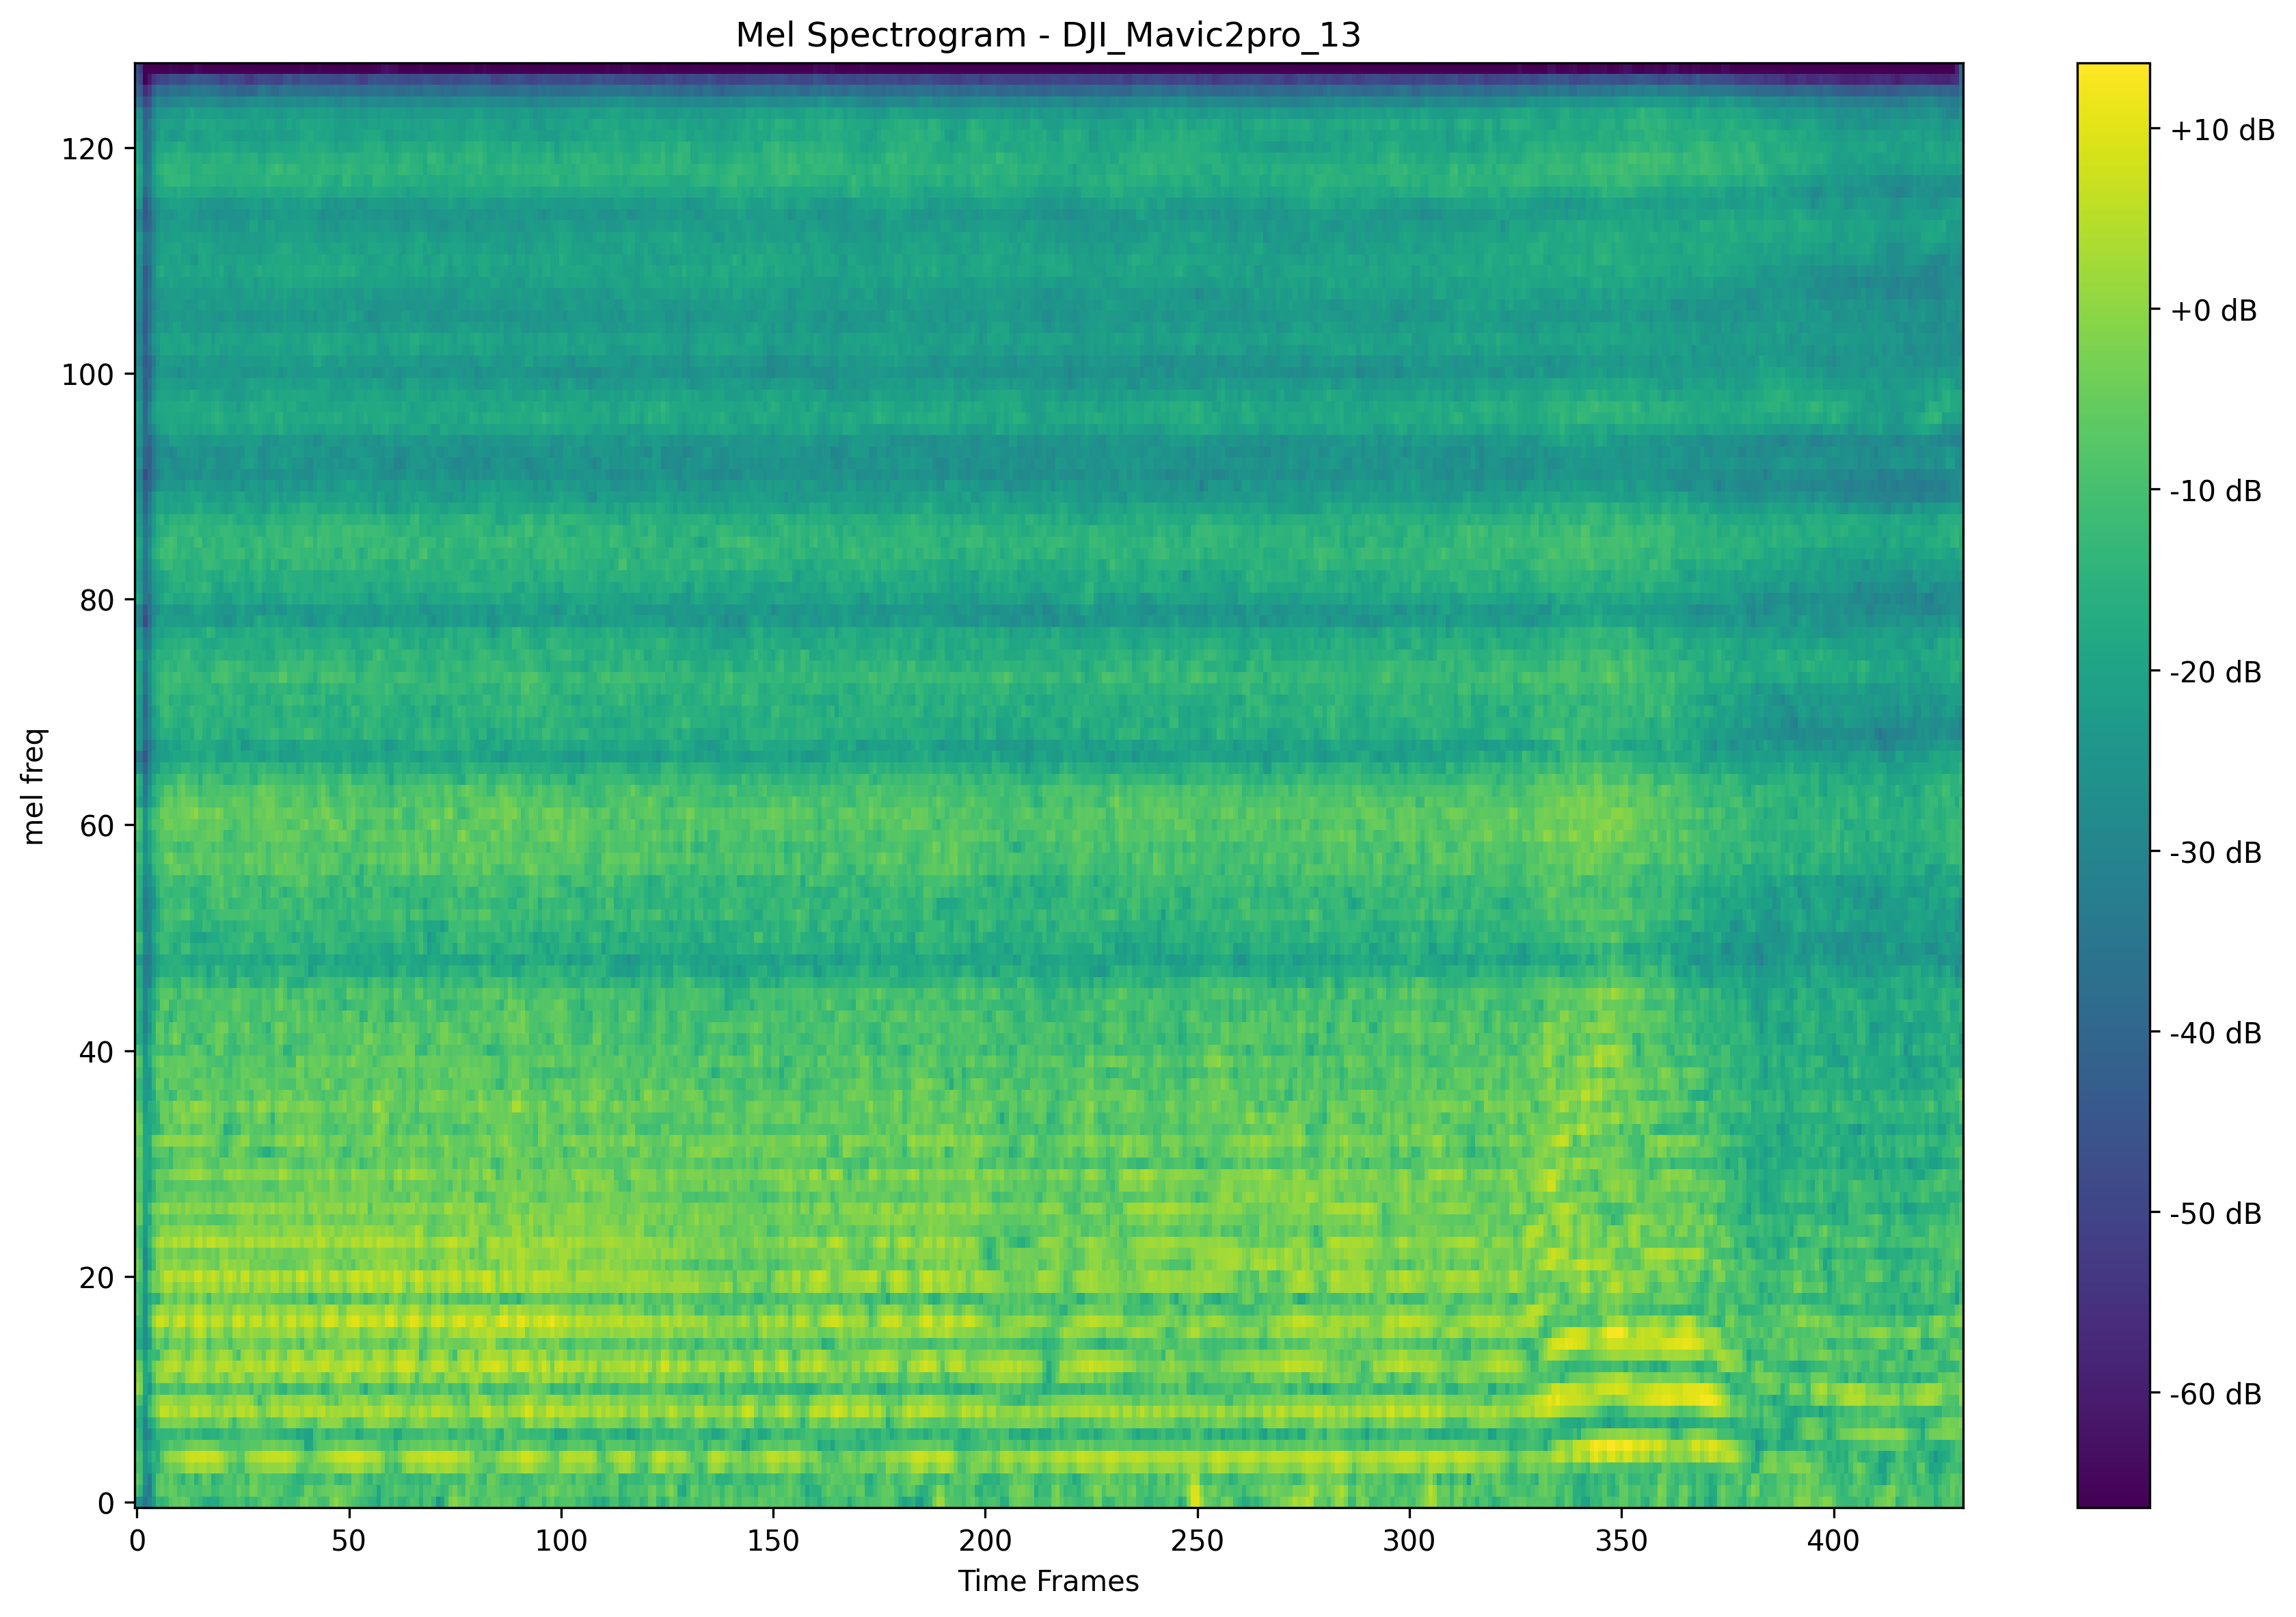 Mel Spectrogram - DJI_Mavic2pro_13
mel freq
120
100
80
60
40
20
0
0 50 100 150 200 250 300 350 400
Time Frames
+10 dB
+0 dB
-10 dB
-20 dB
-30 dB
-40 dB
-50 dB
-60 dB